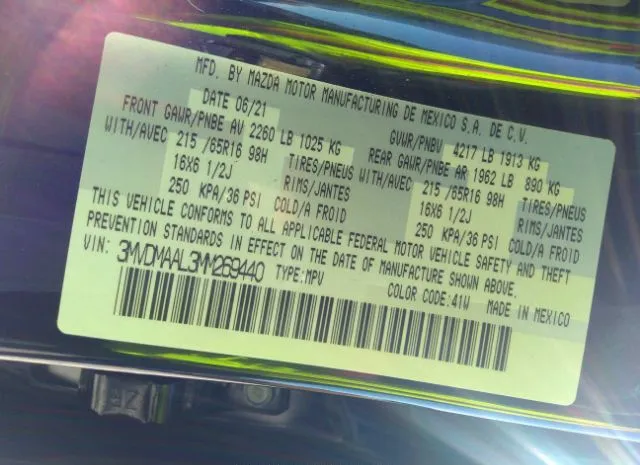 MFD. BY MAZDA MOTOR MANUFACTURING DE MEXICO S.A. DE C.V.
DATE 06/21 GVWR/PNBV 4217 LB 1913 KG
FRONT GAWR/PNBE AV 2260 LB 1025 KG REAR GAWR/PNBE AR 1962 LB 890 KG
WITH/AVEC 215 /65R16 98H TIRES/PNEUS WITH/AVEC 215 /65R16 98H TIRES/PNEUS
16X6 1/2J RIMS/JANTES 16X6 1/2J RIMS/JANTES
250 KPA/36 PSI COLD/A FROID 250 KPA/36 PSI COLD/A FROID
THIS VEHICLE CONFORMS TO ALL APPLICABLE FEDERAL MOTOR VEHICLE SAFETY AND THEFT
PREVENTION STANDARDS IN EFFECT ON THE DATE OF MANUFACTURE SHOWN ABOVE.
VIN: 3MVDMAAL3MM269440 TYPE:MPV
COLOR CODE:41W MADE IN MEXICO